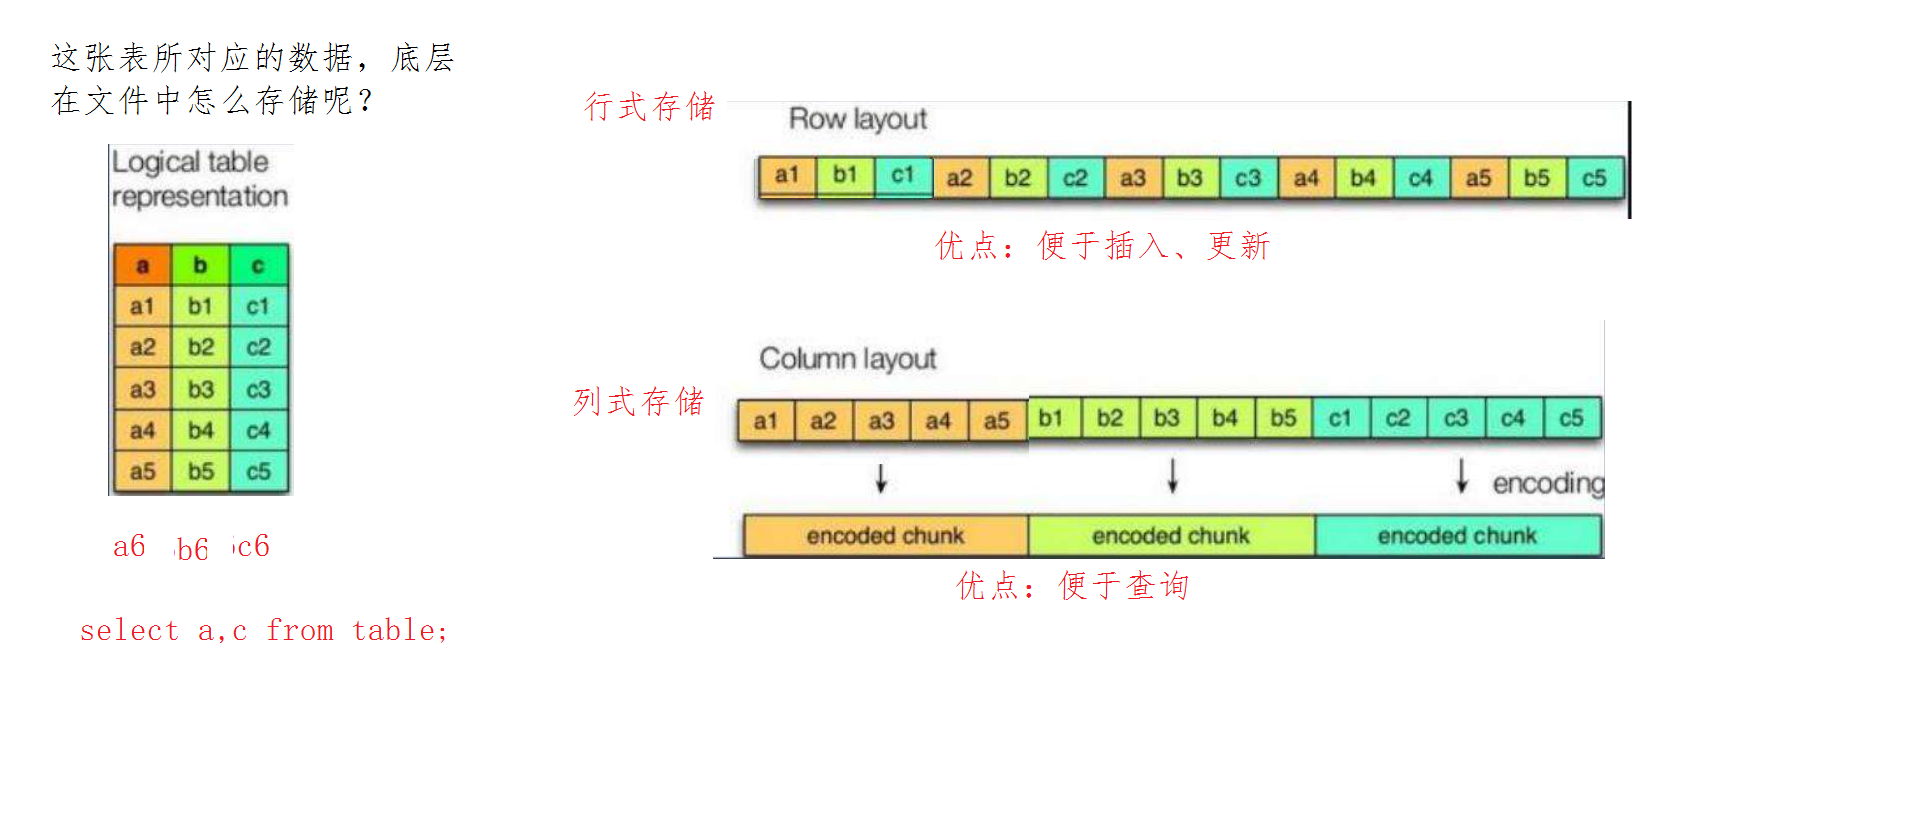 这张表所对应的数据，底层
在文件中怎么存储呢？
Logical table
representation
a b c
a1 b1 c1
a2 b2 c2
a3 b3 c3
a4 b4 c4
a5 b5 c5
a6 b6 c6
select a,c from table;
行式存储
Row layout
a1 b1 c1 a2 b2 c2 a3 b3 c3 a4 b4 c4 a5 b5 c5
优点：便于插入、更新
Column layout
列式存储
a1 a2 a3 a4 a5 b1 b2 b3 b4 b5 c1 c2 c3 c4 c5
encoding
encoded chunk encoded chunk encoded chunk
优点：便于查询